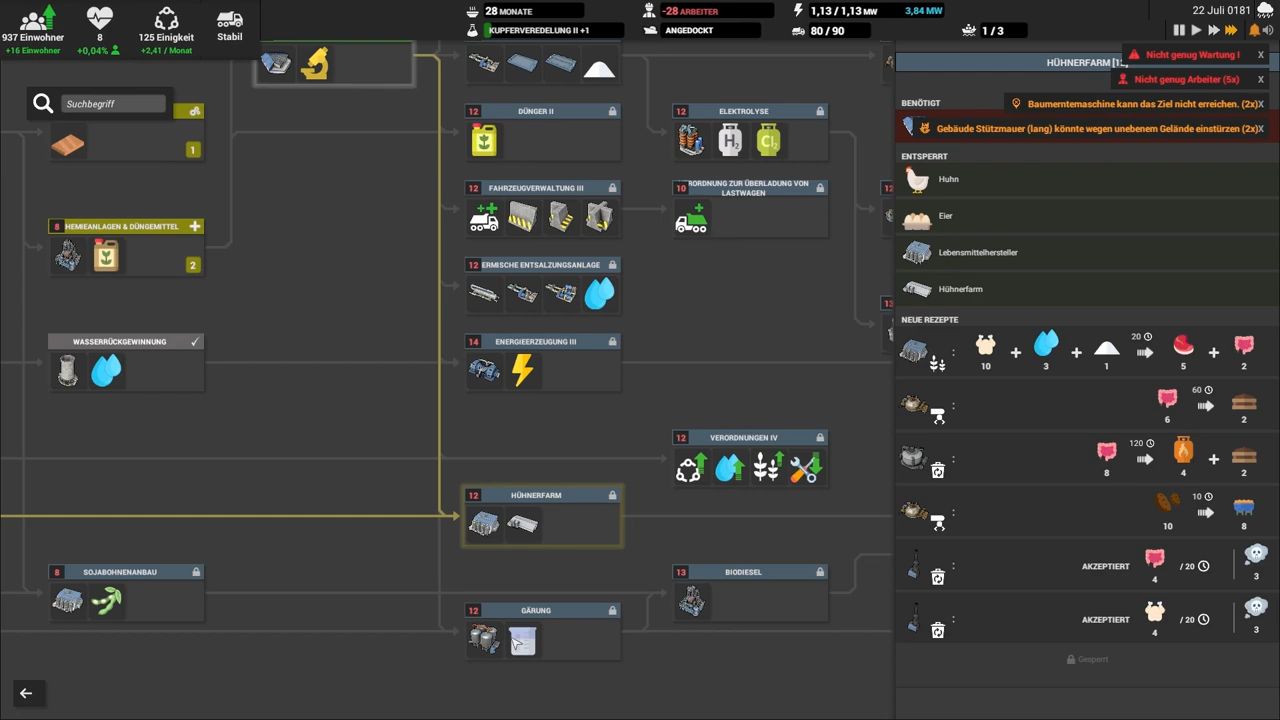 937 Einwohner
+16 Einwohner
8
+0,04%
125 Einigkeit
+2,41 / Monat
Stabil
28 MONATE
KUPFERVEREDELUNG II +1
-28 ARBEITER
ANGEDOCKT
1,13 / 1,13 MW
3,84 MW
80 / 90
1 / 3
22 Juli 0181
Suchbegriff
1
8 HEMIEANLAGEN & DÜNGEMITTEL
2
WASSERRÜCKGEWINNUNG
8 SOJABOHNENANBAU
12 DÜNGER II
12 FAHRZEUGVERWALTUNG III
12 ERMISCHE ENTSALZUNGSANLAGE
14 ENERGIEERZEUGUNG III
12 HÜHNERFARM
12 GÄRUNG
12 ELEKTROLYSE
H2
Cl2
10 RORDNUNG ZUR ÜBERLADUNG VON
LASTWAGEN
12 VERORDNUNGEN IV
13 BIODIESEL
HÜHNERFARM [12
Nicht genug Wartung I X
Nicht genug Arbeiter (5x) X
BENÖTIGT
Baumerntemaschine kann das Ziel nicht erreichen. (2x)X
Gebäude Stützmauer (lang) könnte wegen unebenem Gelände einstürzen (2x)X
ENTSPERRT
Huhn
Eier
Lebensmittelhersteller
Hühnerfarm
NEUE REZEPTE
: 10 + 3 + 1 20 5 + 2
: 6 60 2
: 8 120 4 + 2
: 10 10 8
: AKZEPTIERT 4 / 20 3
: AKZEPTIERT 4 / 20 3
Gesperrt